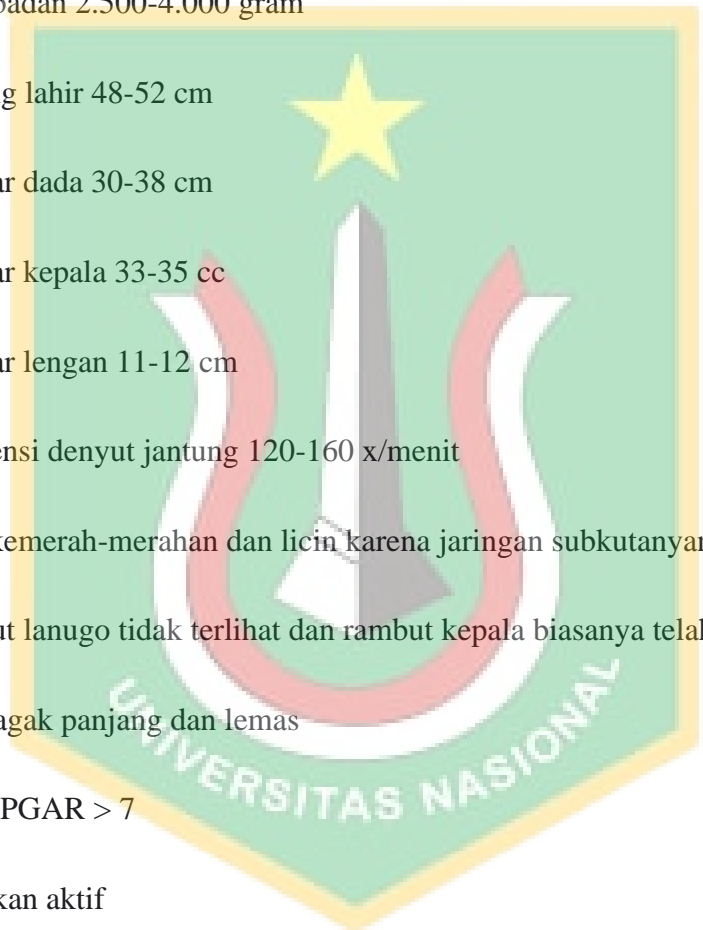 badan 2.500-4.000 gram
g lahir 48-52 cm
ar dada 30-38 cm
ar kepala 33-35 cc
ar lengan 11-12 cm
ensi denyut jantung 120-160 x/menit
kemerah-merahan dan licin karena jaringan subkutanyan
ut lanugo tidak terlihat dan rambut kepala biasanya telah
agak panjang dan lemas
PGAR > 7
kan aktif
UNIVERSITAS NASIONAL